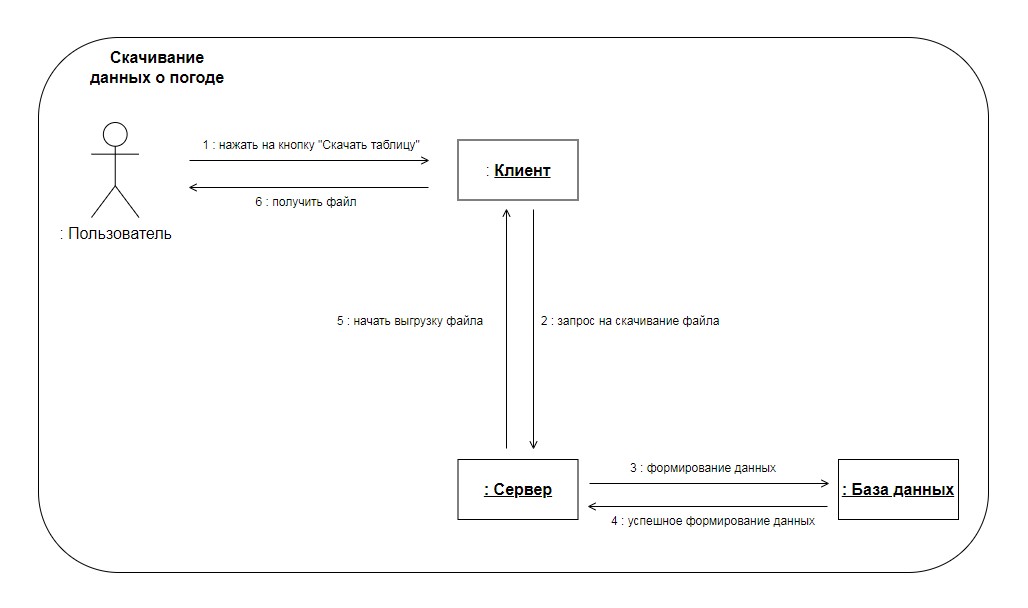 Скачивание
данных о погоде
1 : нажать на кнопку "Скачать таблицу"
: Клиент
6 : получить файл
: Пользователь
5 : начать выгрузку файла
2 : запрос на скачивание файла
3 : формирование данных
: Сервер
: База данных
4 : успешное формирование данных